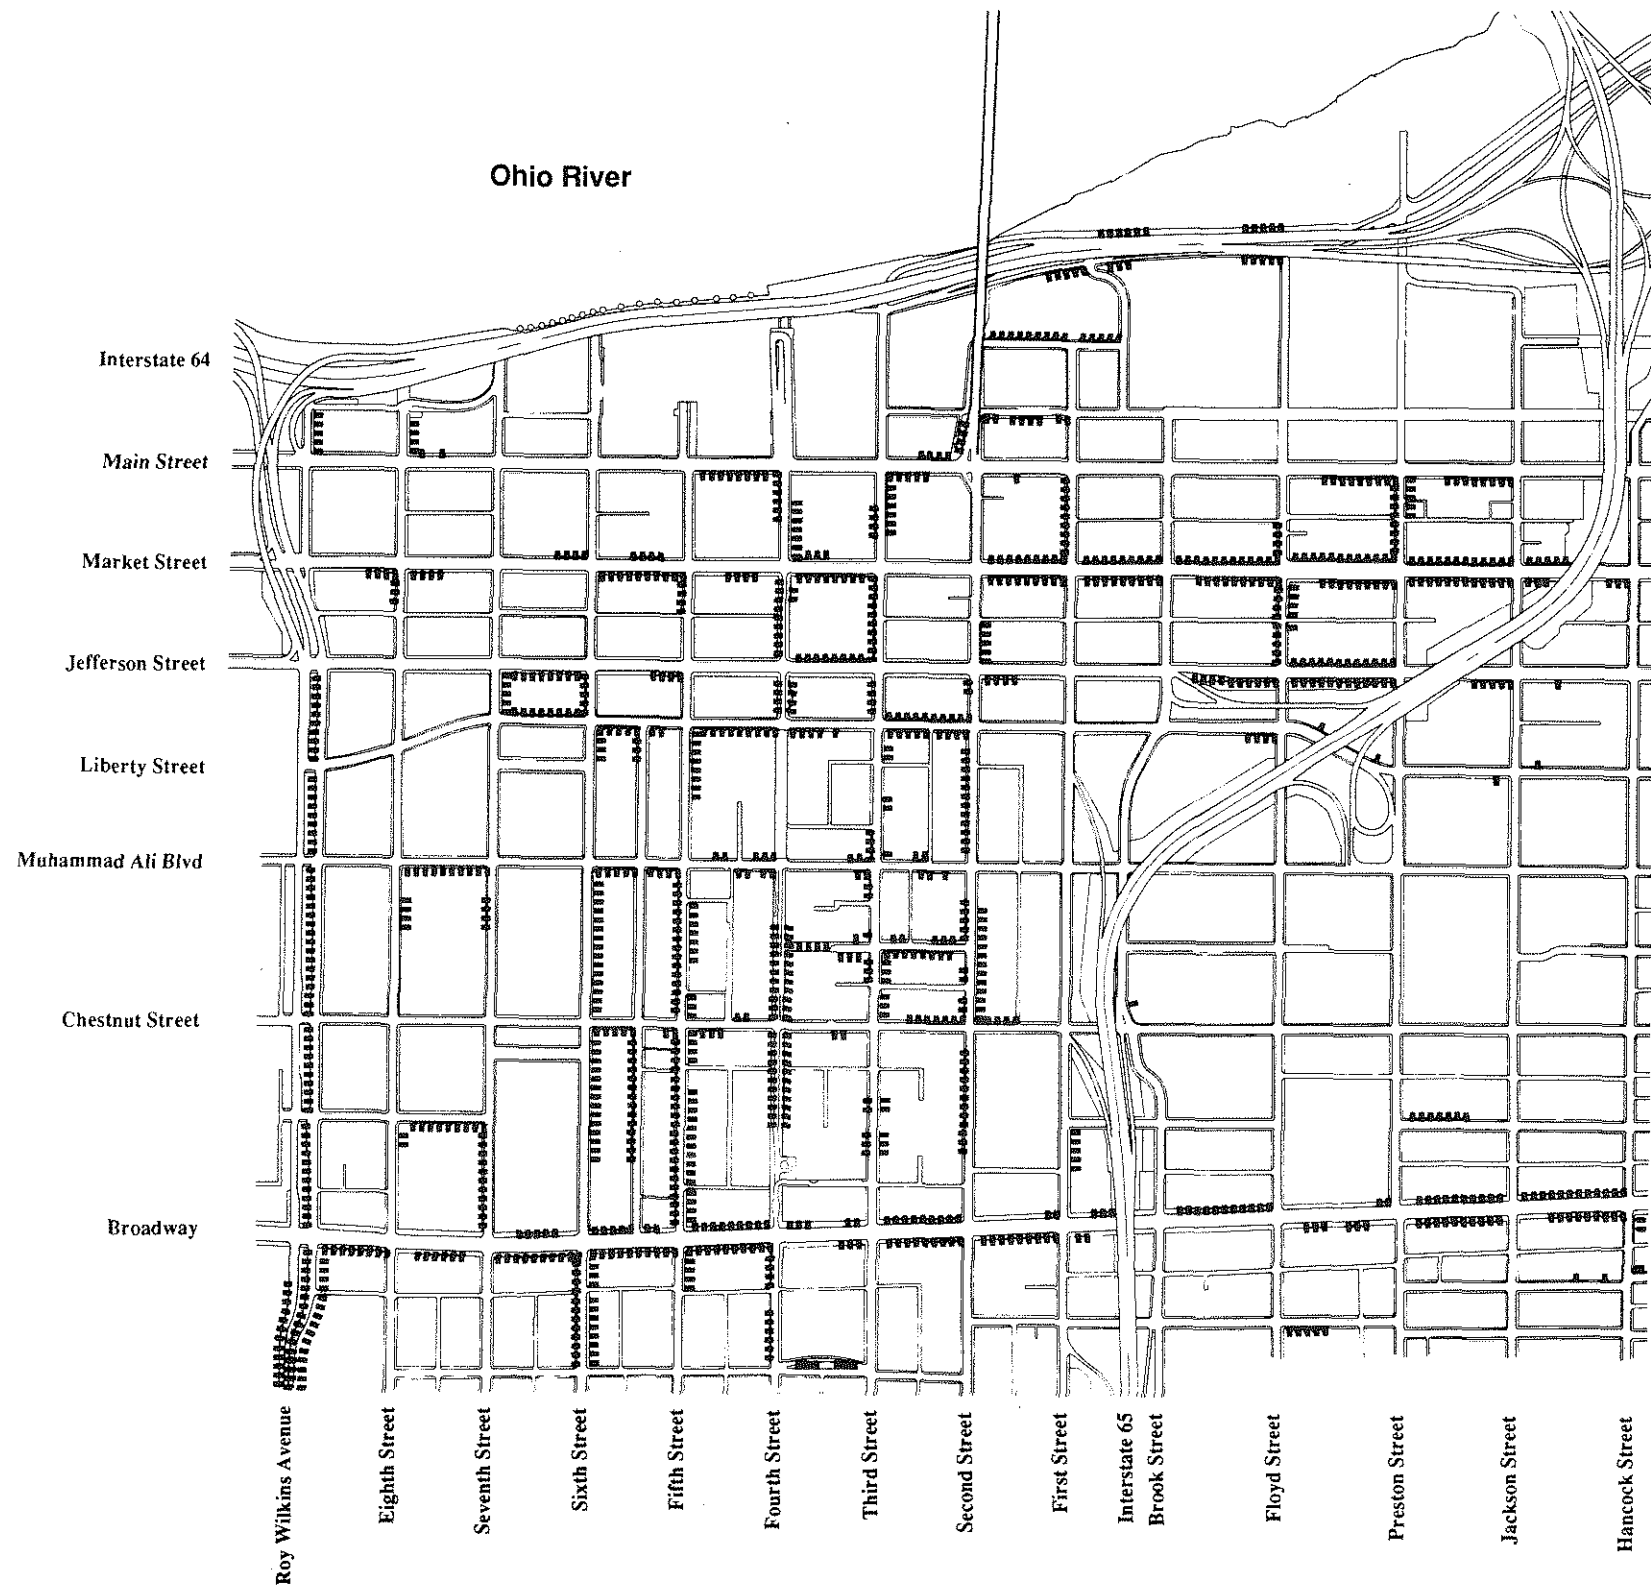 Ohio River
Interstate 64
Main Street
Market Street
Jefferson Street
Liberty Street
Muhammad Ali Blvd
Chestnut Street
Broadway
Roy Wilkins Avenue
Eighth Street
Seventh Street
Sixth Street
Fifth Street
Fourth Street
Third Street
Second Street
First Street
Interstate 65
Brook Street
Floyd Street
Preston Street
Jackson Street
Hancock Street